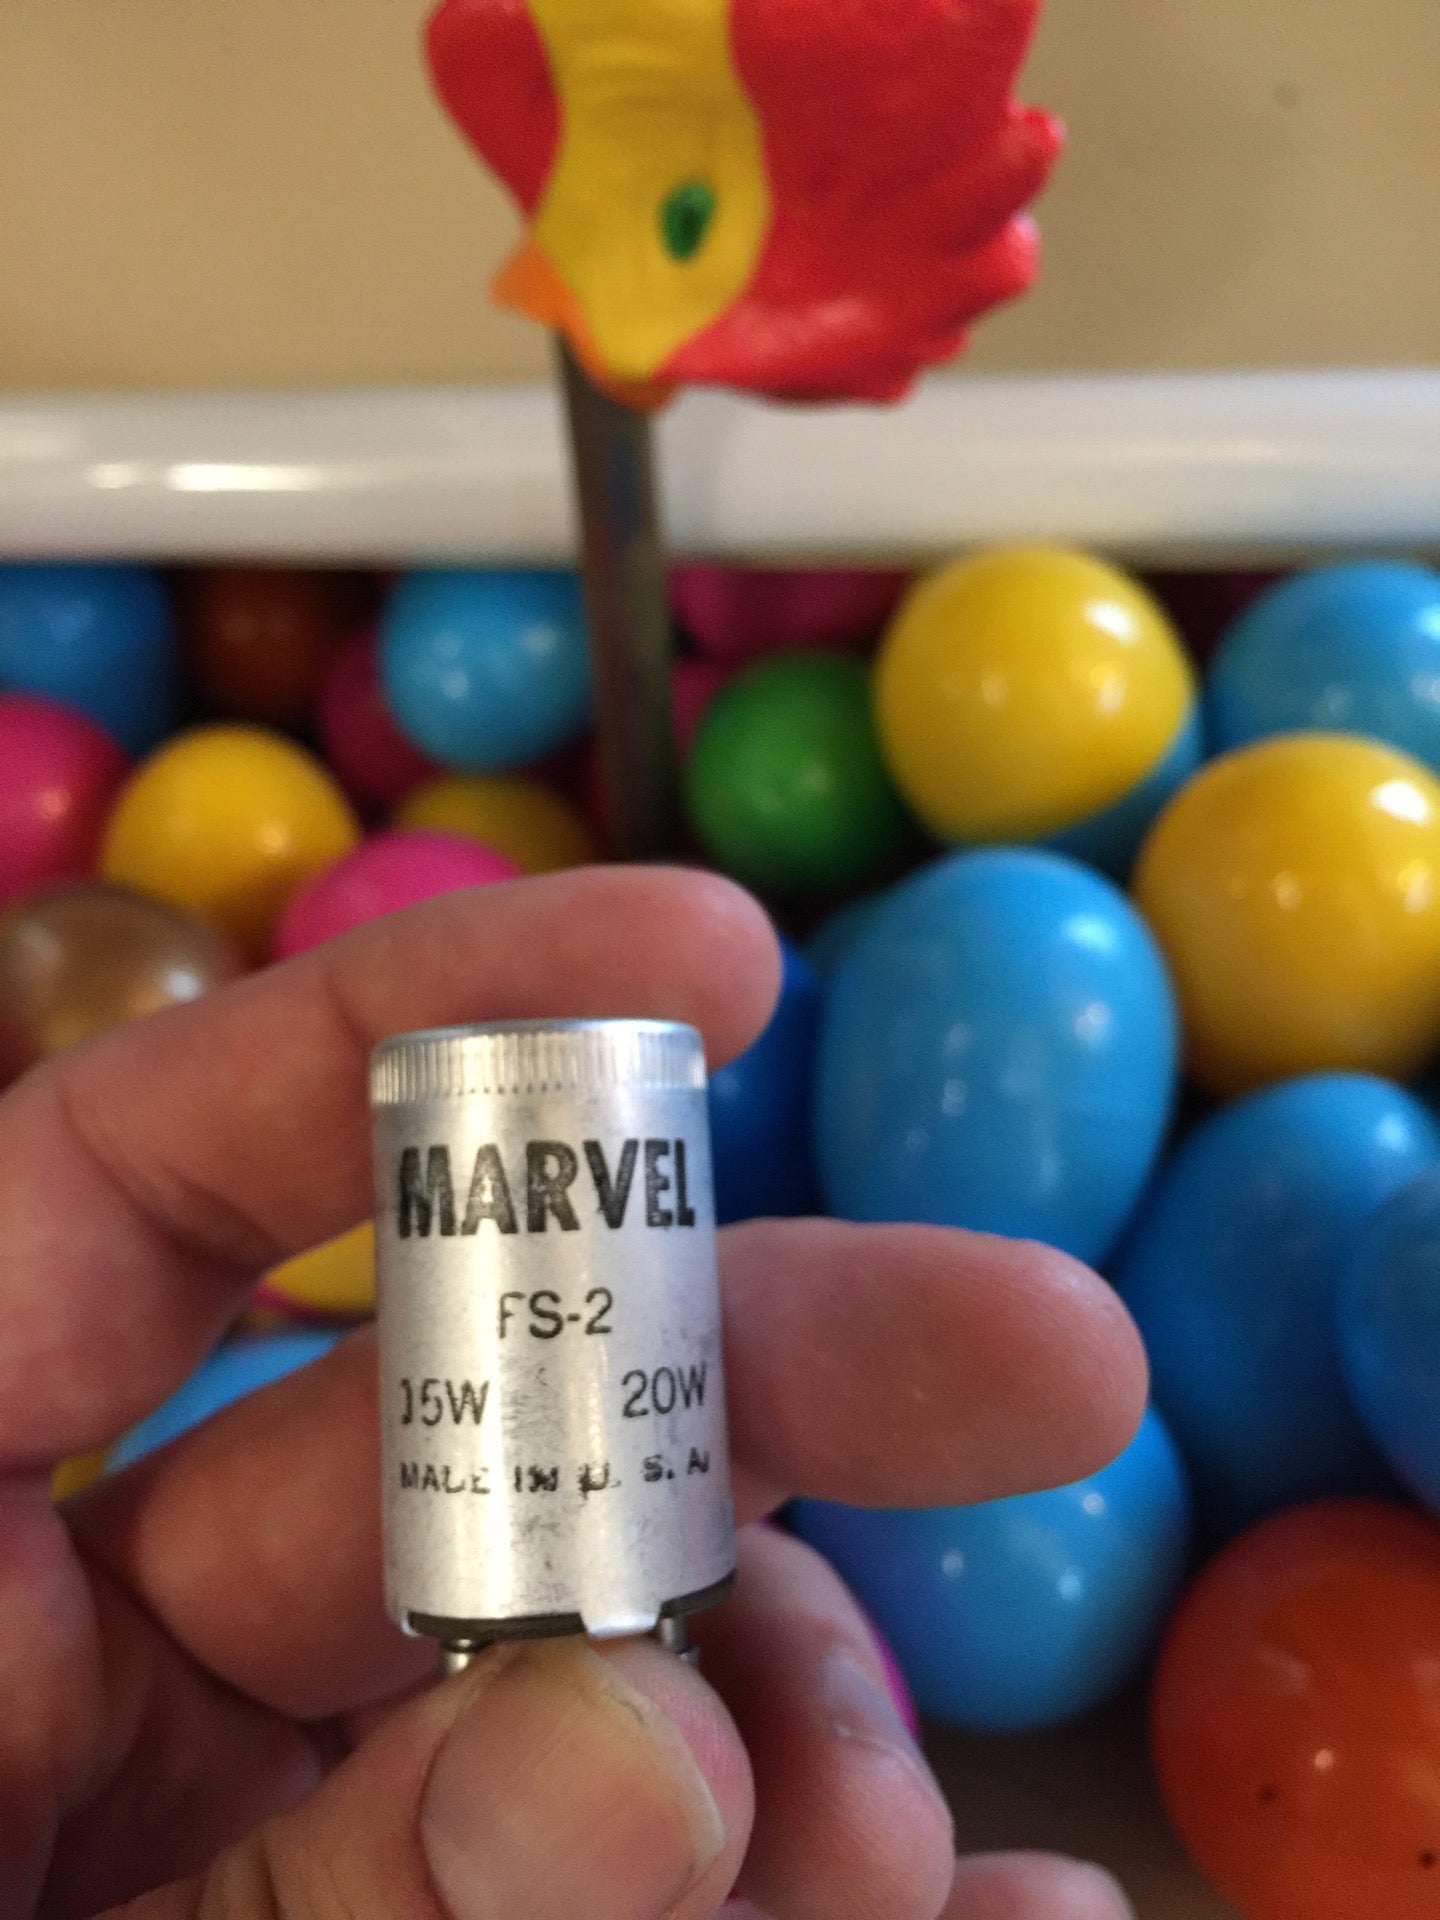 MARVEL
FS-2
15W 20W
MADE IN U. S. A.